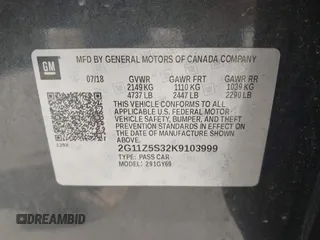 GM
MFD BY GENERAL MOTORS OF CANADA COMPANY
07/18 GVWR GAWR FRT GAWR RR
2149 KG 1110 KG 1039 KG
4737 LB 2447 LB 2290 LB
THIS VEHICLE CONFORMS TO ALL APPLICABLE
U.S. FEDERAL MOTOR VEHICLE SAFETY, BUMPER,
AND THEFT PREVENTION STANDARDS IN EFFECT
ON THE DATE OF MANUFACTURE SHOWN ABOVE.
2G11Z5S32K9103999
TYPE: PASS CAR
MODEL: 291GY69
DREAMBID